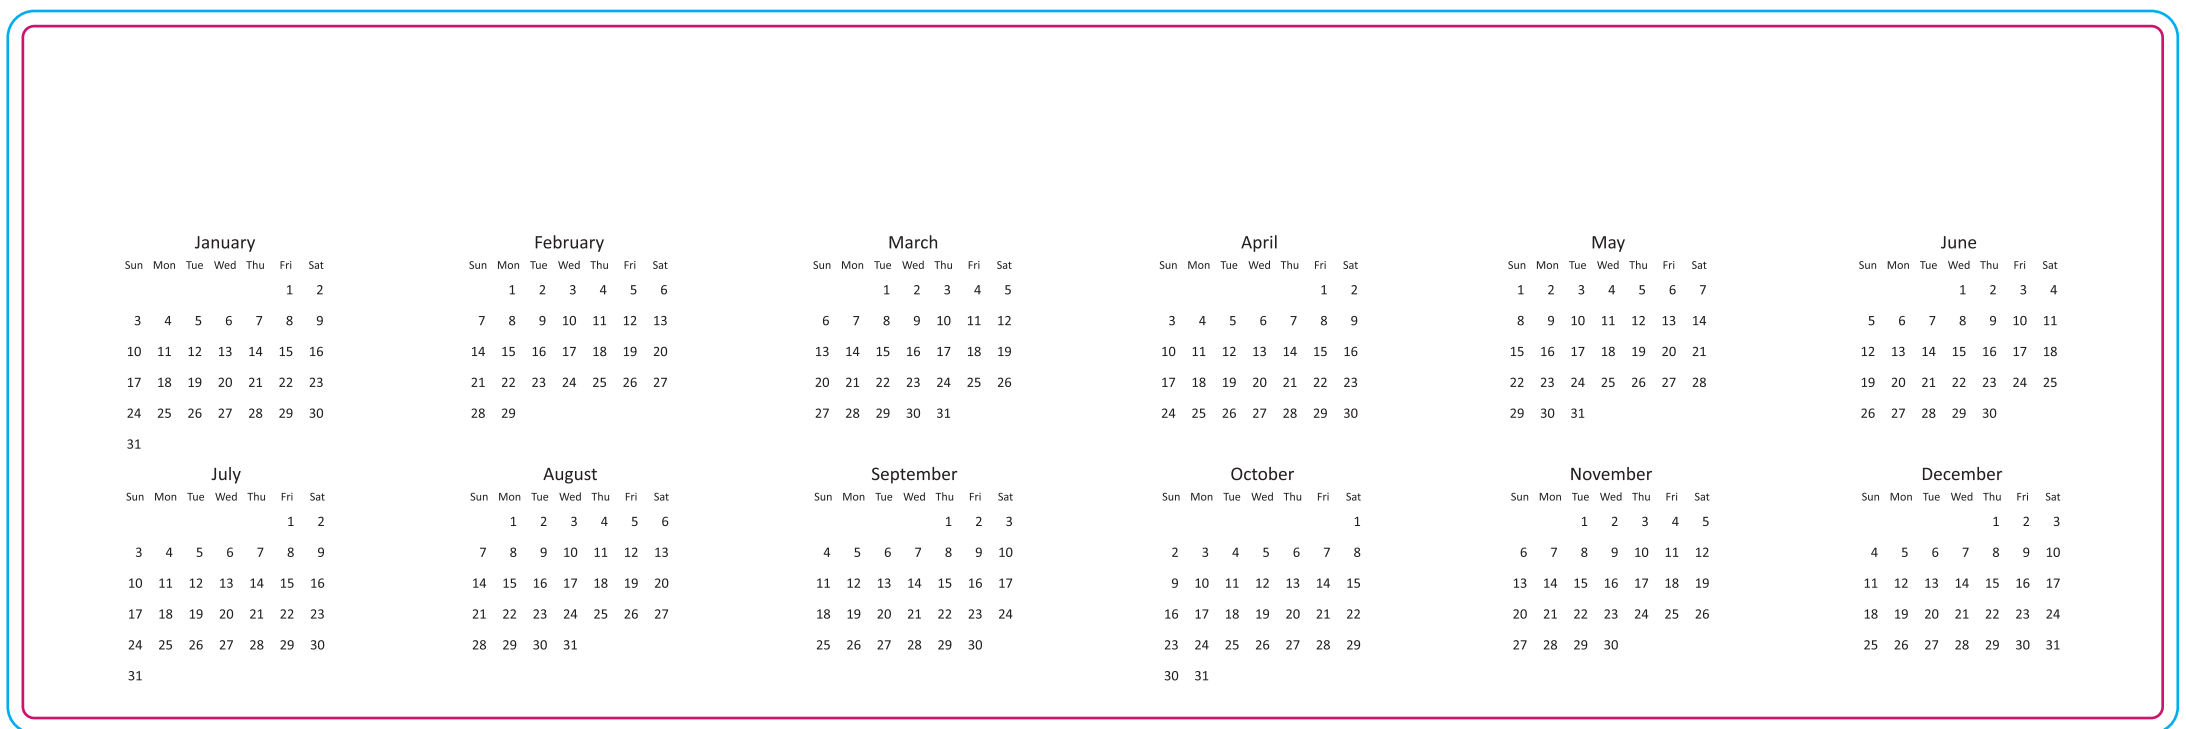 January February March April May June
Sun Mon Tue Wed Thu Fri Sat Sun Mon Tue Wed Thu Fri Sat Sun Mon Tue Wed Thu Fri Sat Sun Mon Tue Wed Thu Fri Sat Sun Mon Tue Wed Thu Fri Sat Sun Mon Tue Wed Thu Fri Sat
1 2 1 2 3 4 5 6 1 2 3 4 5 1 2 1 2 3 4 5 6 7 1 2 3 4
3 4 5 6 7 8 9 7 8 9 10 11 12 13 6 7 8 9 10 11 12 3 4 5 6 7 8 9 8 9 10 11 12 13 14 5 6 7 8 9 10 11
10 11 12 13 14 15 16 14 15 16 17 18 19 20 13 14 15 16 17 18 19 10 11 12 13 14 15 16 15 16 17 18 19 20 21 12 13 14 15 16 17 18
17 18 19 20 21 22 23 21 22 23 24 25 26 27 20 21 22 23 24 25 26 17 18 19 20 21 22 23 22 23 24 25 26 27 28 19 20 21 22 23 24 25
24 25 26 27 28 29 30 28 29 27 28 29 30 31 24 25 26 27 28 29 30 29 30 31 26 27 28 29 30
31
July August September October November December
Sun Mon Tue Wed Thu Fri Sat Sun Mon Tue Wed Thu Fri Sat Sun Mon Tue Wed Thu Fri Sat Sun Mon Tue Wed Thu Fri Sat Sun Mon Tue Wed Thu Fri Sat Sun Mon Tue Wed Thu Fri Sat
1 2 1 2 3 4 5 6 1 2 3 1 1 2 3 4 5 1 2 3
3 4 5 6 7 8 9 7 8 9 10 11 12 13 4 5 6 7 8 9 10 2 3 4 5 6 7 8 6 7 8 9 10 11 12 4 5 6 7 8 9 10
10 11 12 13 14 15 16 14 15 16 17 18 19 20 11 12 13 14 15 16 17 9 10 11 12 13 14 15 13 14 15 16 17 18 19 11 12 13 14 15 16 17
17 18 19 20 21 22 23 21 22 23 24 25 26 27 18 19 20 21 22 23 24 16 17 18 19 20 21 22 20 21 22 23 24 25 26 18 19 20 21 22 23 24
24 25 26 27 28 29 30 28 29 30 31 25 26 27 28 29 30 23 24 25 26 27 28 29 27 28 29 30 25 26 27 28 29 30 31
31 30 31